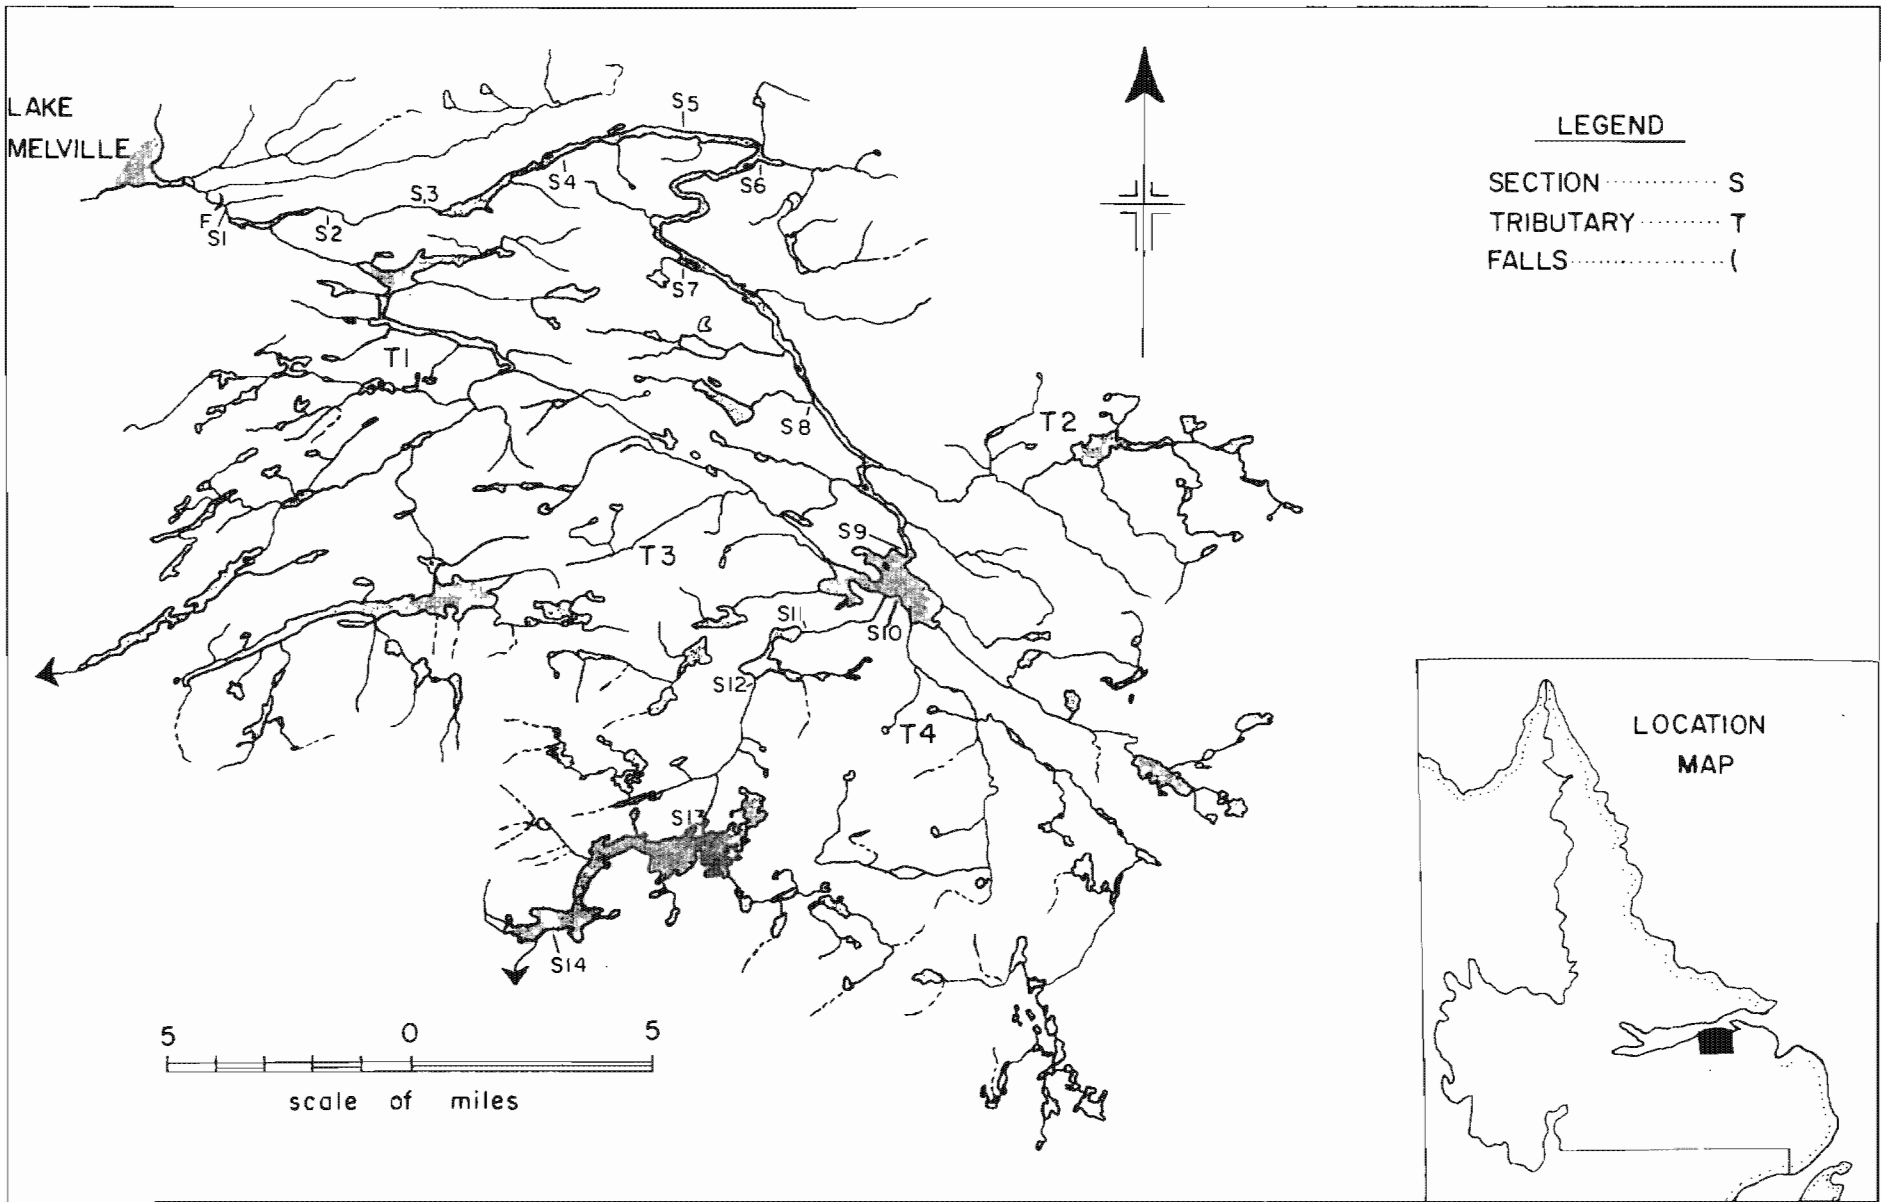 LAKE
MELVILLE
S5
S4
S6
S,3
F
S1
S2
S7
T1
S8
T2
S9
T3
S11
S10
S12
T4
S13
S14
LEGEND
SECTION ................ S
TRIBUTARY ............ T
FALLS ..................... (
5 0 5
scale of miles
LOCATION
MAP